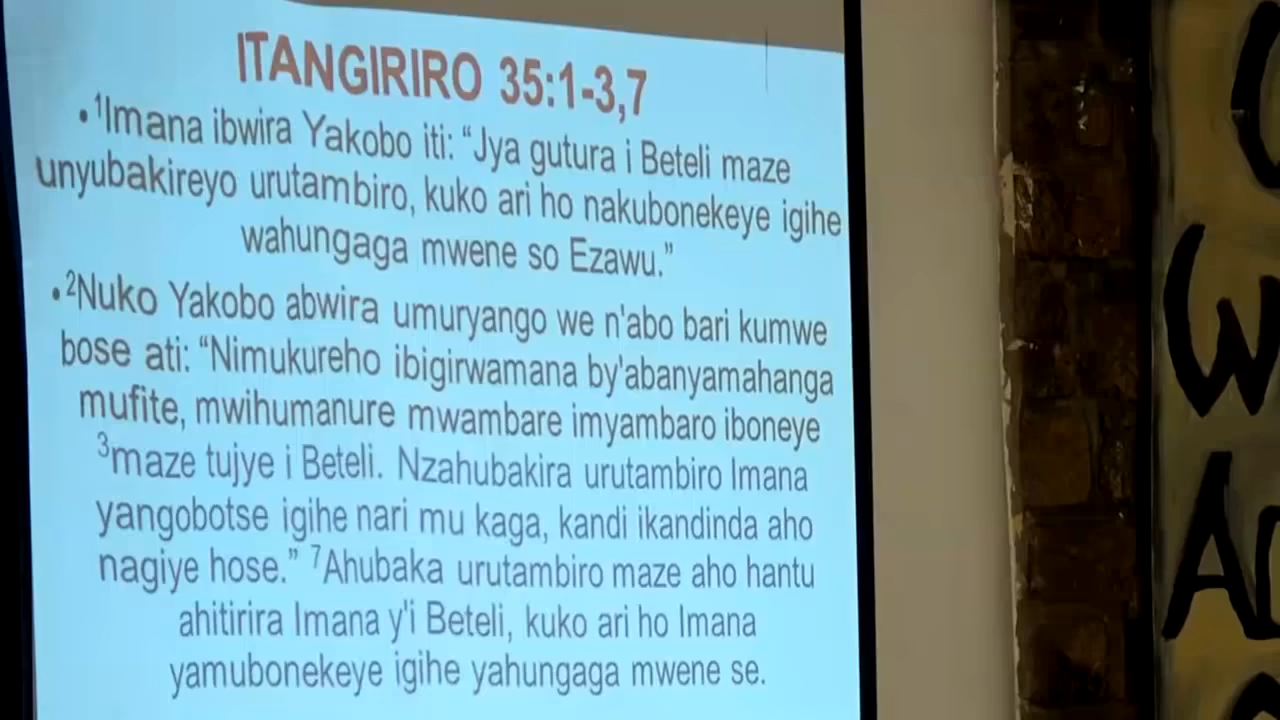 ITANGIRIRO 35:1-3,7
•¹Imana ibwira Yakobo iti: “Jya gutura i Beteli maze
unyubakireyo urutambiro, kuko ari ho nakubonekeye igihe
wahungaga mwene so Ezawu.”
•²Nuko Yakobo abwira umuryango we n'abo bari kumwe
bose ati: “Nimukureho ibigirwamana by'abanyamahanga
mufite, mwihumanure mwambare imyambaro iboneye
³maze tujye i Beteli. Nzahubakira urutambiro Imana
yangobotse igihe nari mu kaga, kandi ikandinda aho
nagiye hose.” ⁷Ahubaka urutambiro maze aho hantu
ahitirira Imana y'i Beteli, kuko ari ho Imana
yamubonekeye igihe yahungaga mwene se.